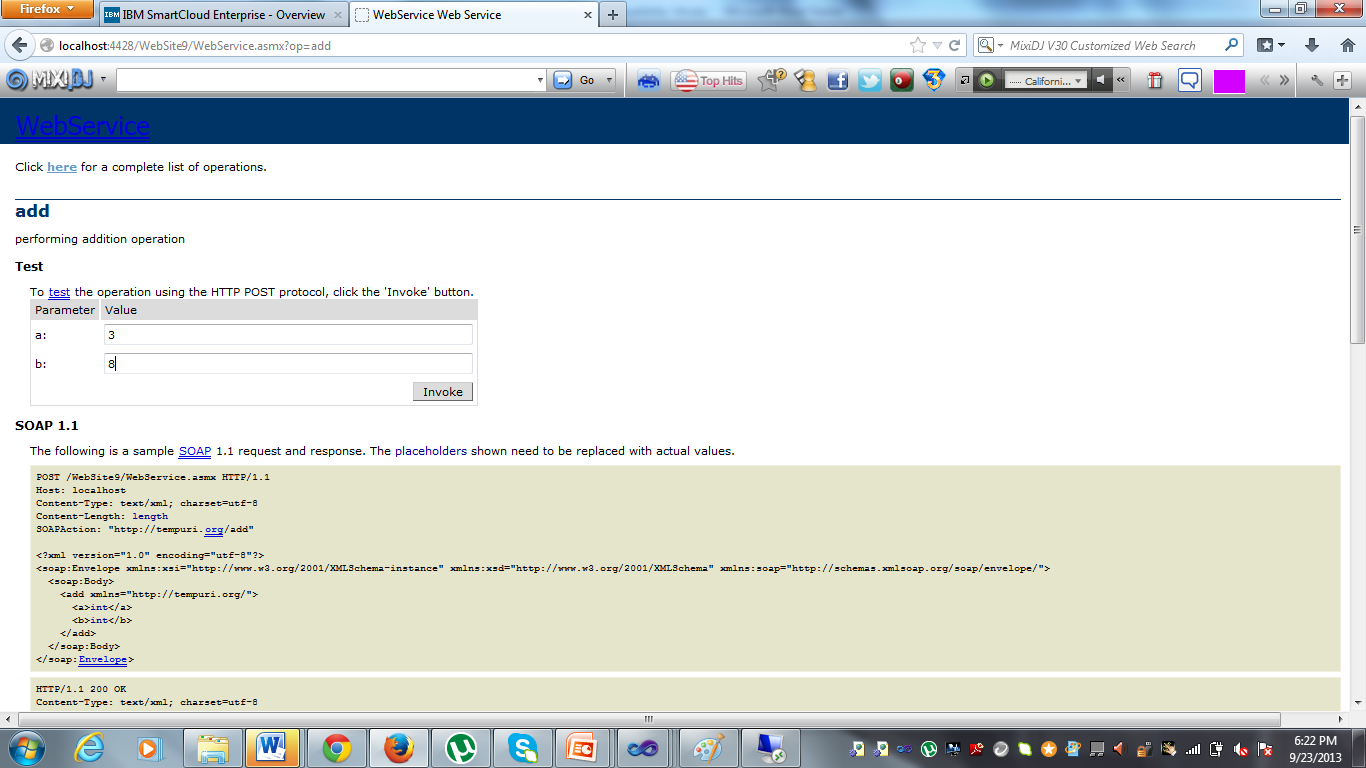 Firefox
IBM SmartCloud Enterprise - Overview
WebService Web Service
localhost:4428/WebSite9/WebService.asmx?op=add
MixiDJ V30 Customized Web Search
MIXIDJ
Go
Top Hits
..... Californi...
WebService
Click here for a complete list of operations.
add
performing addition operation
Test
To test the operation using the HTTP POST protocol, click the 'Invoke' button.
Parameter Value
a: 3
b: 8
Invoke
SOAP 1.1
The following is a sample SOAP 1.1 request and response. The placeholders shown need to be replaced with actual values.
POST /WebSite9/WebService.asmx HTTP/1.1
Host: localhost
Content-Type: text/xml; charset=utf-8
Content-Length: length
SOAPAction: "http://tempuri.org/add"
<?xml version="1.0" encoding="utf-8"?>
<soap:Envelope xmlns:xsi="http://www.w3.org/2001/XMLSchema-instance" xmlns:xsd="http://www.w3.org/2001/XMLSchema" xmlns:soap="http://schemas.xmlsoap.org/soap/envelope/">
<soap:Body>
<add xmlns="http://tempuri.org/">
<a>int</a>
<b>int</b>
</add>
</soap:Body>
</soap:Envelope>
HTTP/1.1 200 OK
Content-Type: text/xml; charset=utf-8
6:22 PM
9/23/2013